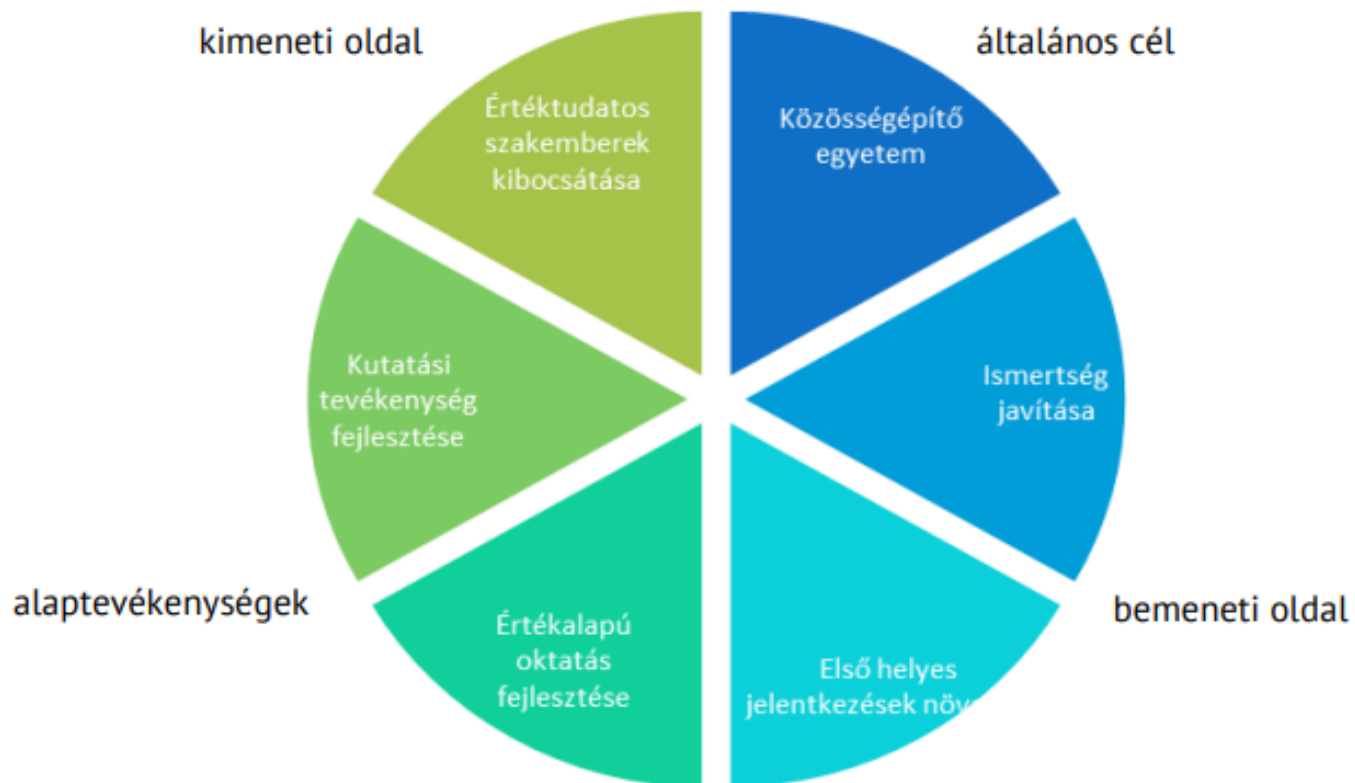 kimeneti oldal
általános cél
Értéktudatos
szakemberek
kibocsátása
Közösségépítő
egyetem
Kutatási
tevékenység
fejlesztése
Ismertség
javítása
alaptevékenységek
bemeneti oldal
Értékalapú
oktatás
fejlesztése
Első helyes
jelentkezések